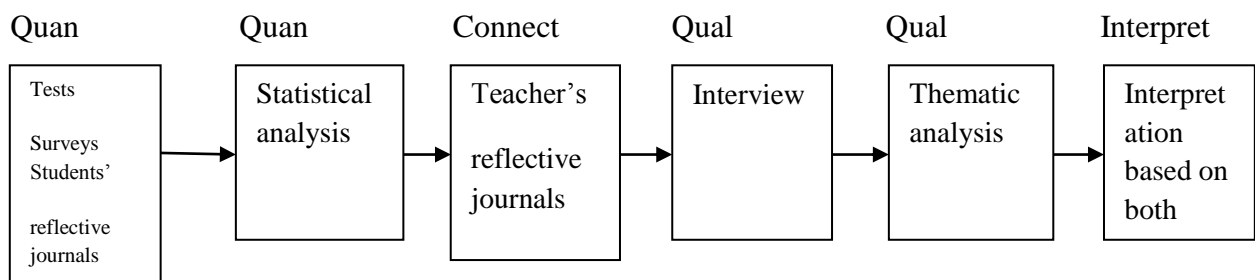 Quan
Quan
Connect
Qual
Qual
Interpret
Tests
Surveys
Students’
reflective
journals
Statistical
analysis
Teacher’s
reflective
journals
Interview
Thematic
analysis
Interpret
ation
based on
both